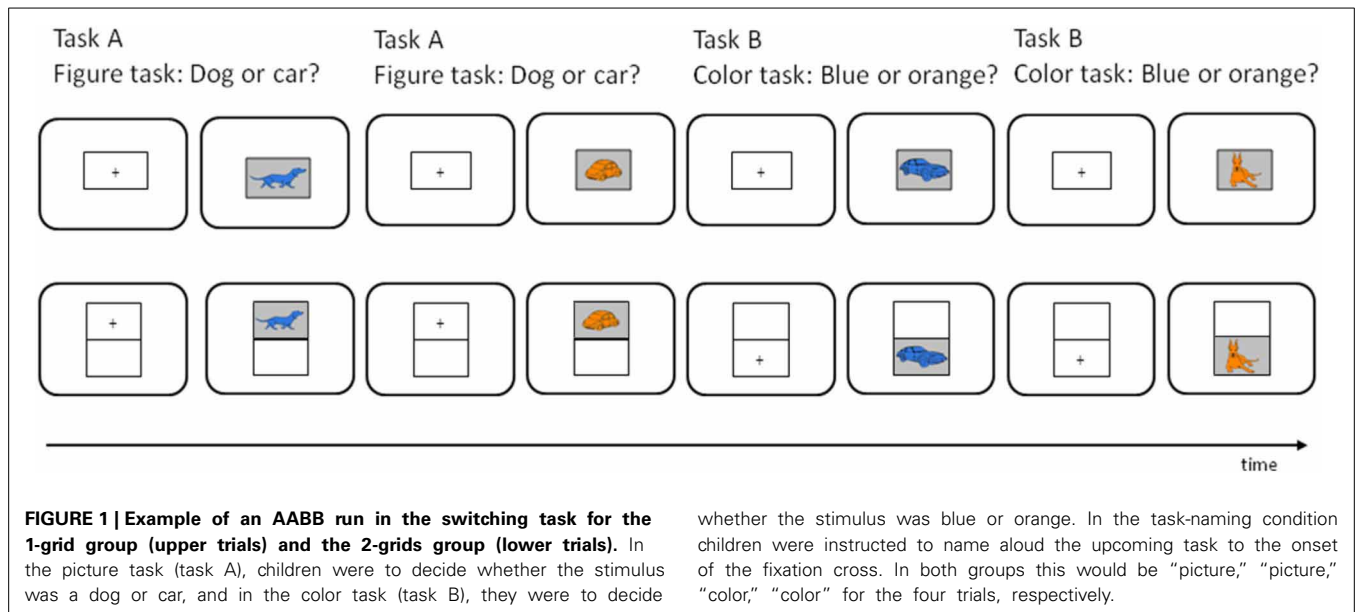 Task A
Figure task: Dog or car?
Task A
Figure task: Dog or car?
Task B
Color task: Blue or orange?
Task B
Color task: Blue or orange?
time
FIGURE 1 | Example of an AABB run in the switching task for the
1-grid group (upper trials) and the 2-grids group (lower trials). In
the picture task (task A), children were to decide whether the stimulus
was a dog or car, and in the color task (task B), they were to decide
whether the stimulus was blue or orange. In the task-naming condition
children were instructed to name aloud the upcoming task to the onset
of the fixation cross. In both groups this would be “picture,” “picture,”
“color,” “color” for the four trials, respectively.